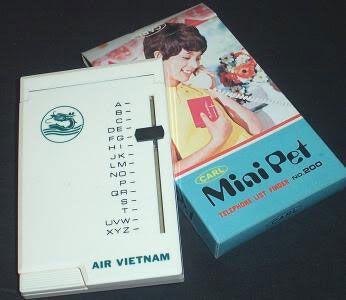 A -
B -
C -
DE -
FG -
HI -
JK -
LM -
NO -
P -
QR -
S -
T -
UVW -
XYZ -
AIR VIETNAM
CARL
Mini Pet
TELEPHONE LIST FINDER NO.200